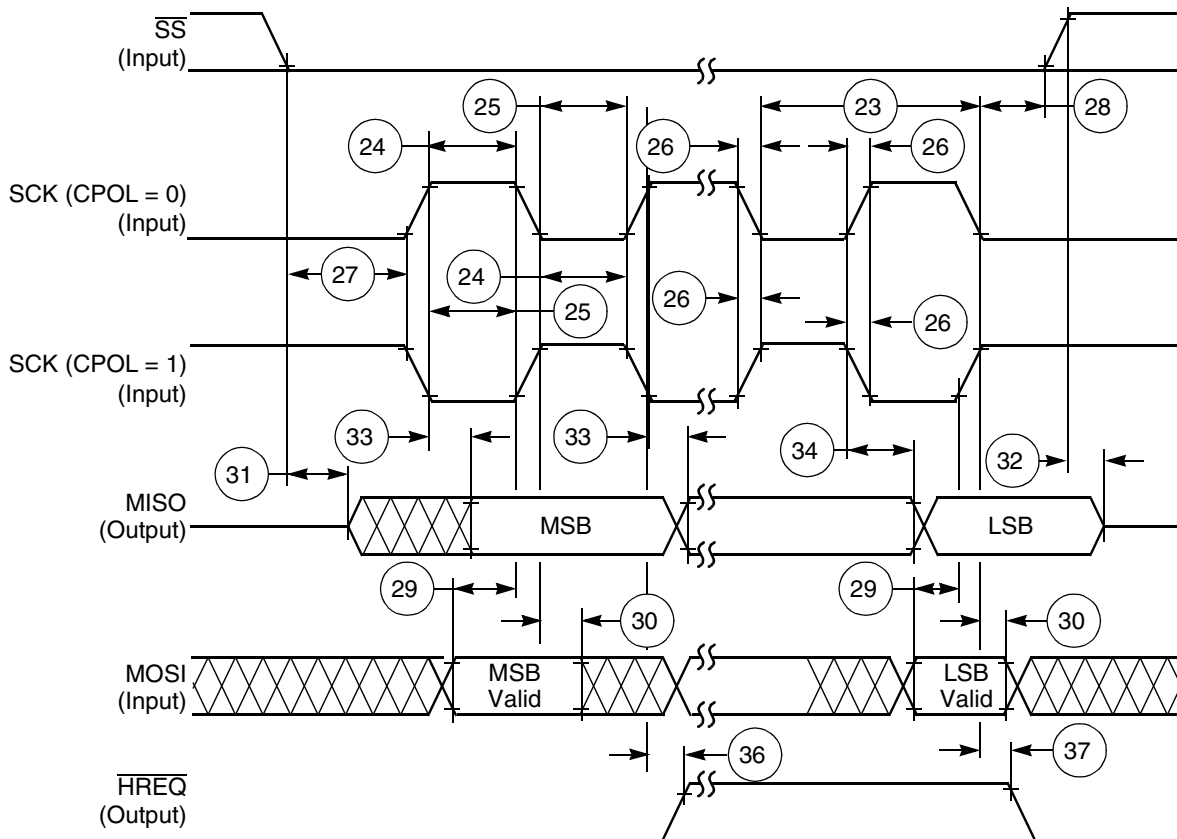 SS
(Input)
25
23
28
24
26
26
SCK (CPOL = 0)
(Input)
27
24
26
25
26
SCK (CPOL = 1)
(Input)
33
33
34
31
32
MISO
(Output)
MSB
LSB
29
29
30
30
MOSI
(Input)
MSB
Valid
LSB
Valid
36
37
HREQ
(Output)